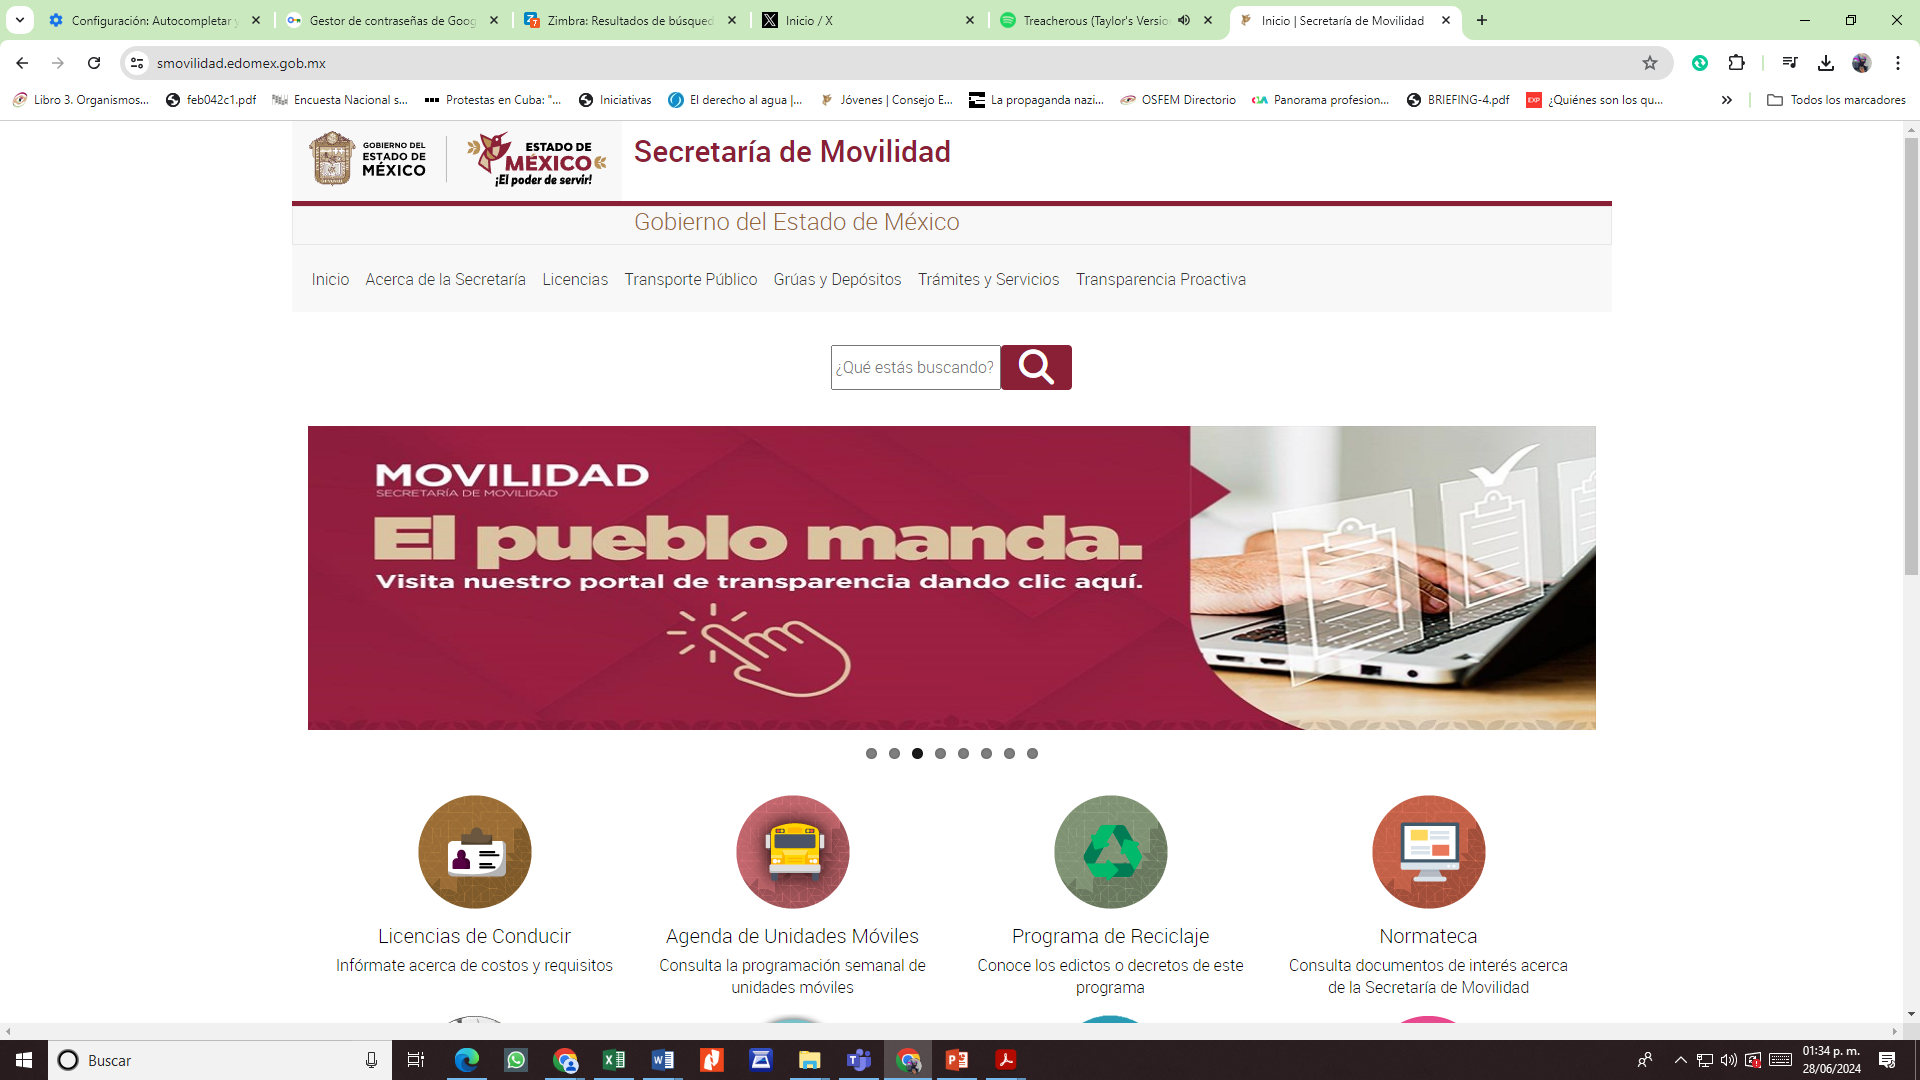 Configuración: Autocompletar y
Gestor de contraseñas de Goog
Zimbra: Resultados de búsqued
Inicio / X
Treacherous (Taylor's Versio
Inicio | Secretaría de Movilidad
smovilidad.edomex.gob.mx
Libro 3. Organismos...
feb042c1.pdf
Encuesta Nacional s...
Protestas en Cuba: "...
Iniciativas
El derecho al agua |...
Jóvenes | Consejo E...
La propaganda nazi...
OSFEM Directorio
Panorama profesion...
BRIEFING-4.pdf
¿Quiénes son los qu...
Todos los marcadores
GOBIERNO DEL
ESTADO DE
MÉXICO
ESTADO DE
MÉXICO
¡El poder de servir!
Secretaría de Movilidad
Gobierno del Estado de México
Inicio Acerca de la Secretaría Licencias Transporte Público Grúas y Depósitos Trámites y Servicios Transparencia Proactiva
¿Qué estás buscando?
MOVILIDAD
SECRETARÍA DE MOVILIDAD
El pueblo manda.
Visita nuestro portal de transparencia dando clic aquí.
Licencias de Conducir
Infórmate acerca de costos y requisitos
Agenda de Unidades Móviles
Consulta la programación semanal de
unidades móviles
Programa de Reciclaje
Conoce los edictos o decretos de este
programa
Normateca
Consulta documentos de interés acerca
de la Secretaría de Movilidad
Buscar
01:34 p. m.
28/06/2024